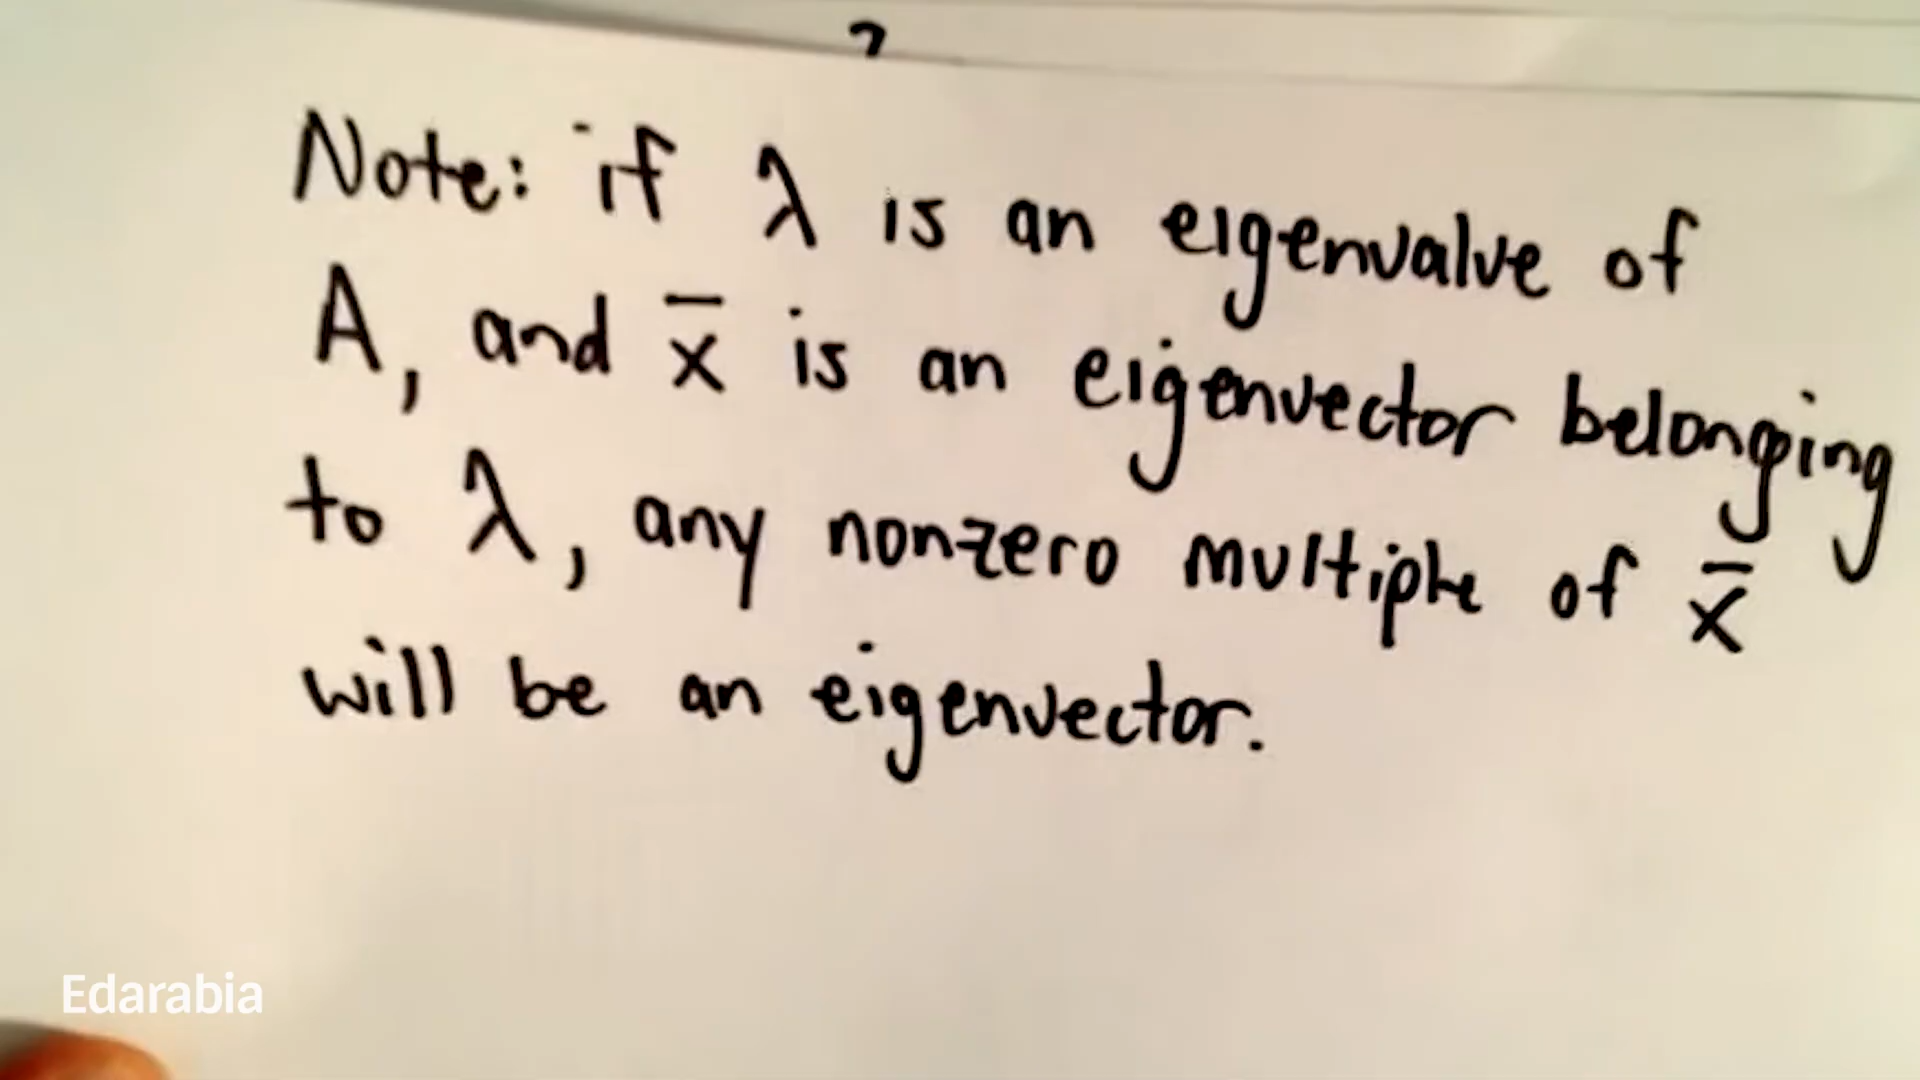 Note: if λ is an eigenvalue of
A, and x̄ is an eigenvector belonging
to λ, any nonzero multiple of x̄
will be an eigenvector.
Edarabia